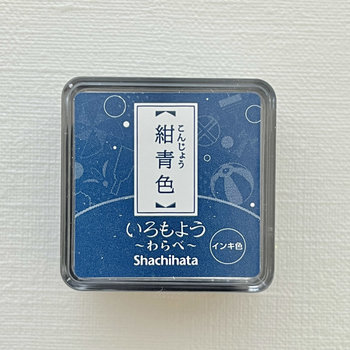 こんじょう
紺青色
いろもよう
〜わらべ〜
Shachihata
インキ色